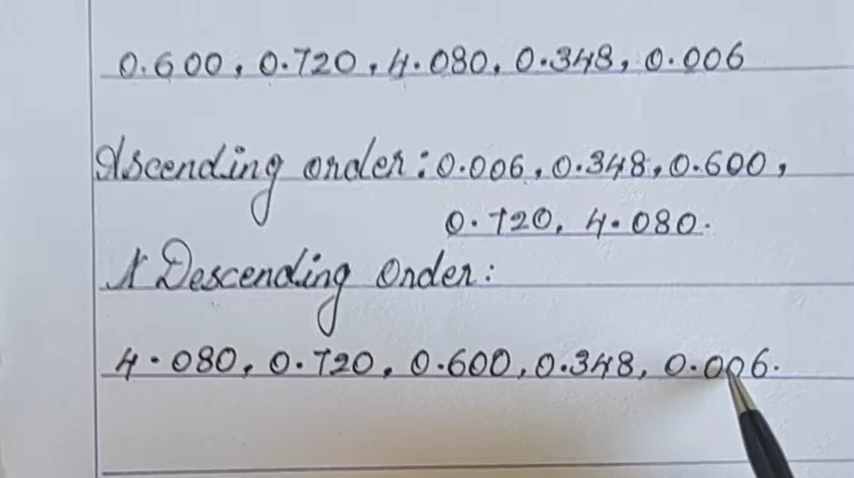 0.600, 0.720, 4.080, 0.348, 0.006
Ascending order: 0.006, 0.348, 0.600,
0.720, 4.080.
Descending order:
4.080, 0.720, 0.600, 0.348, 0.006.